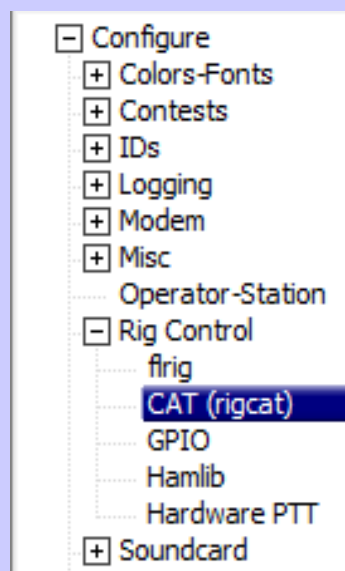 Configure
Colors-Fonts
Contests
IDs
Logging
Modem
Misc
Operator-Station
Rig Control
flrig
CAT (rigcat)
GPIO
Hamlib
Hardware PTT
Soundcard